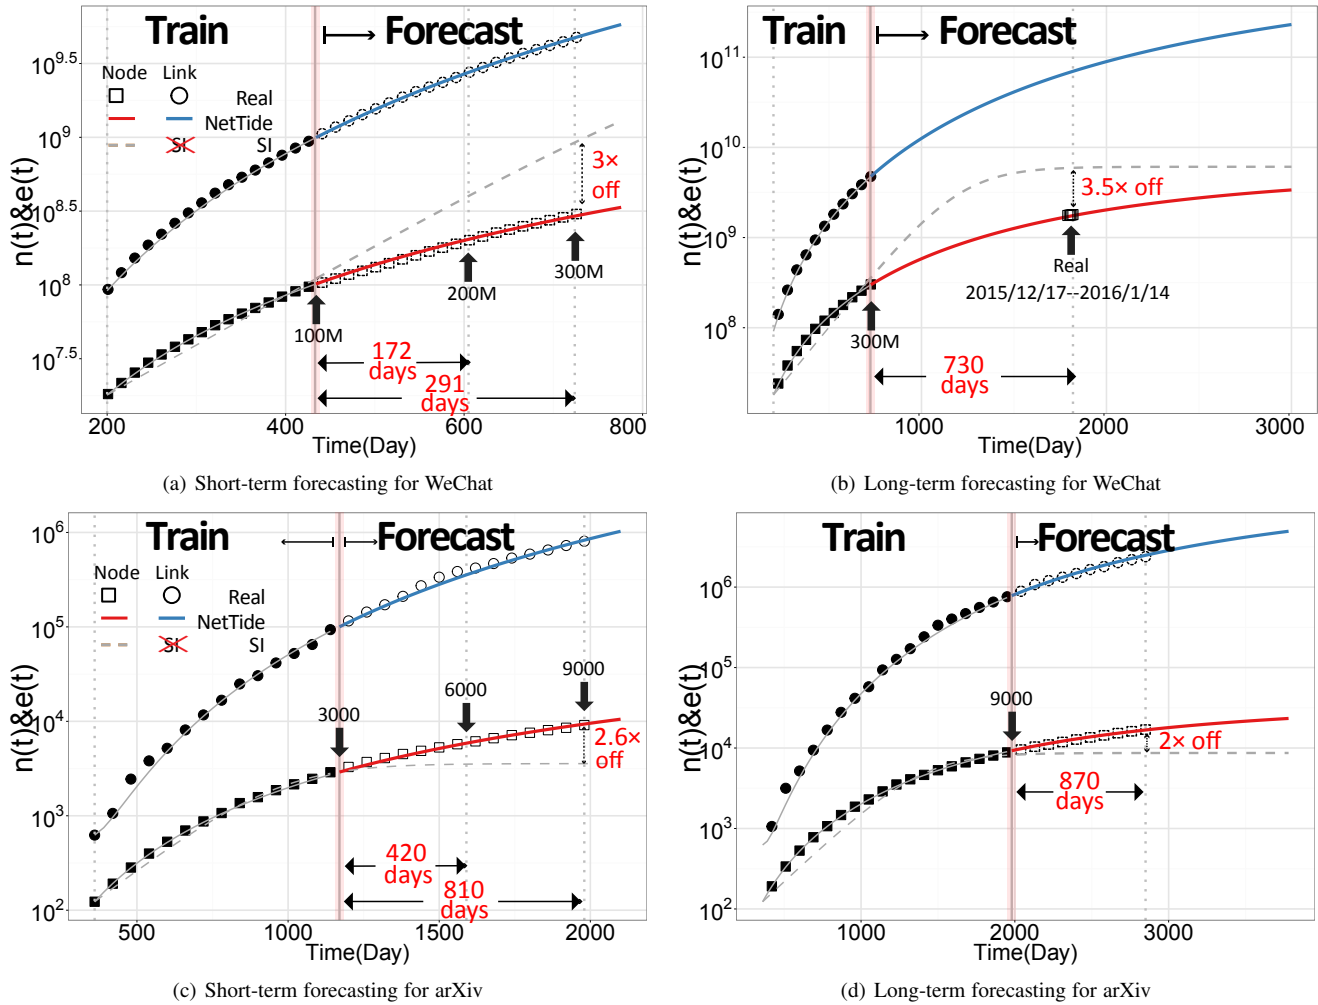 Train Forecast
Node Link
Real
NetTide
SI SI
3×
off
100M
200M
300M
172
days
291
days
n(t)&e(t)
10^9.5
10^9
10^8.5
10^8
10^7.5
200 400 600 800
Time(Day)
(a) Short-term forecasting for WeChat
Train Forecast
3.5× off
Real
2015/12/17--2016/1/14
300M
730
days
n(t)&e(t)
10^11
10^10
10^9
10^8
1000 2000 3000
Time(Day)
(b) Long-term forecasting for WeChat
Train Forecast
Node Link
Real
NetTide
SI SI
3000
6000
9000
2.6×
off
420
days
810
days
n(t)&e(t)
10^6
10^5
10^4
10^3
10^2
500 1000 1500 2000
Time(Day)
(c) Short-term forecasting for arXiv
Train Forecast
9000
2× off
870
days
n(t)&e(t)
10^6
10^5
10^4
10^3
10^2
1000 2000 3000
Time(Day)
(d) Long-term forecasting for arXiv